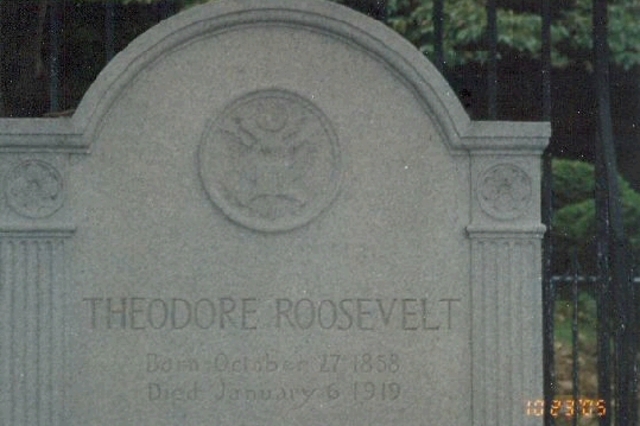 THEODORE ROOSEVELT
Born October 27 1858
Died January 6 1919
10 23 '05